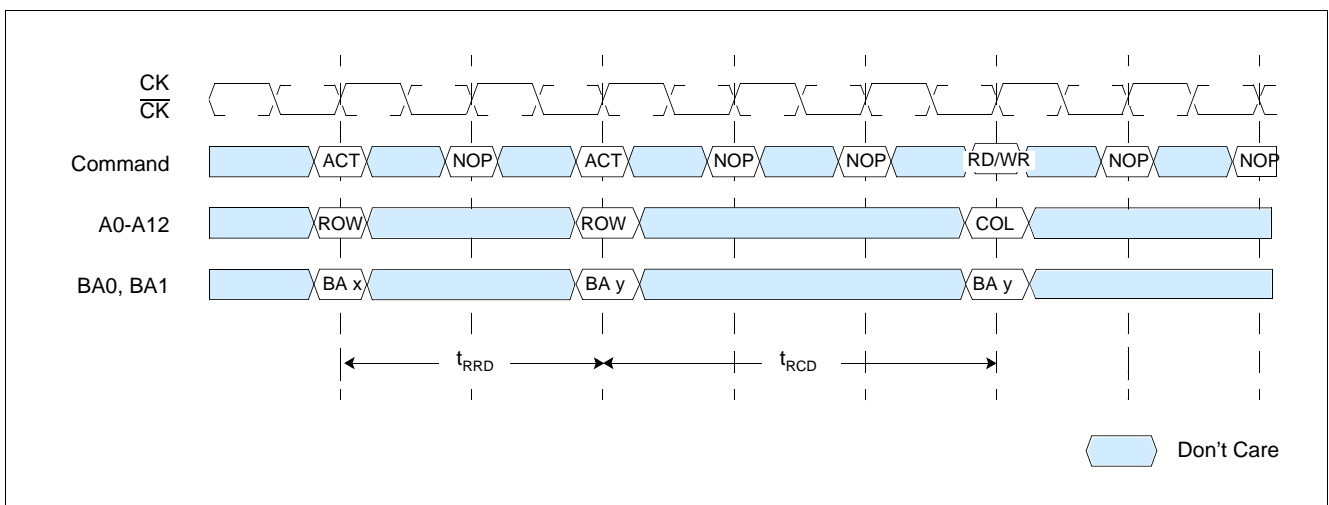 CK
CK
Command ACT NOP ACT NOP NOP RD/WR NOP NOP
A0-A12 ROW ROW COL
BA0, BA1 BA x BA y BA y
tRRD tRCD
Don't Care